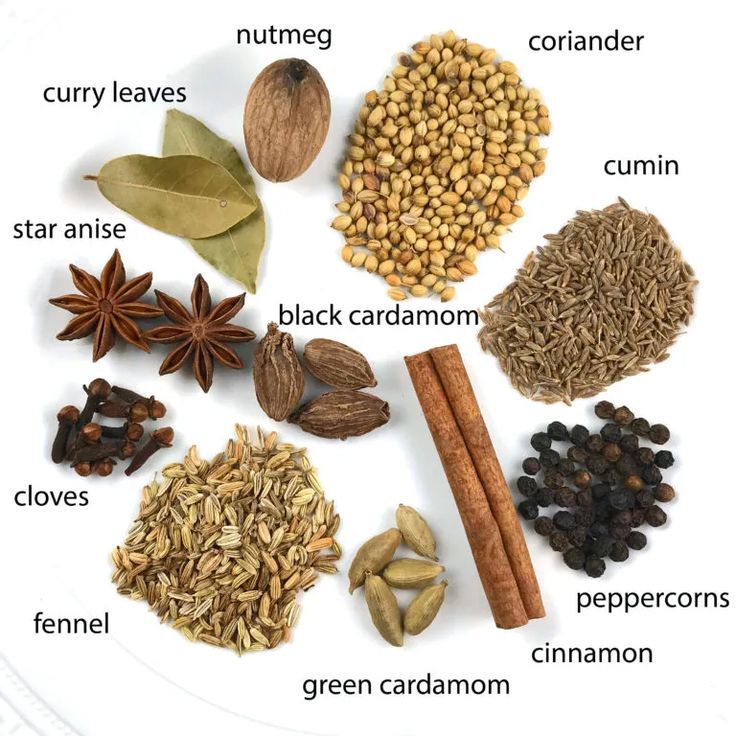 nutmeg
coriander
curry leaves
cumin
star anise
black cardamom
cloves
peppercorns
fennel
cinnamon
green cardamom